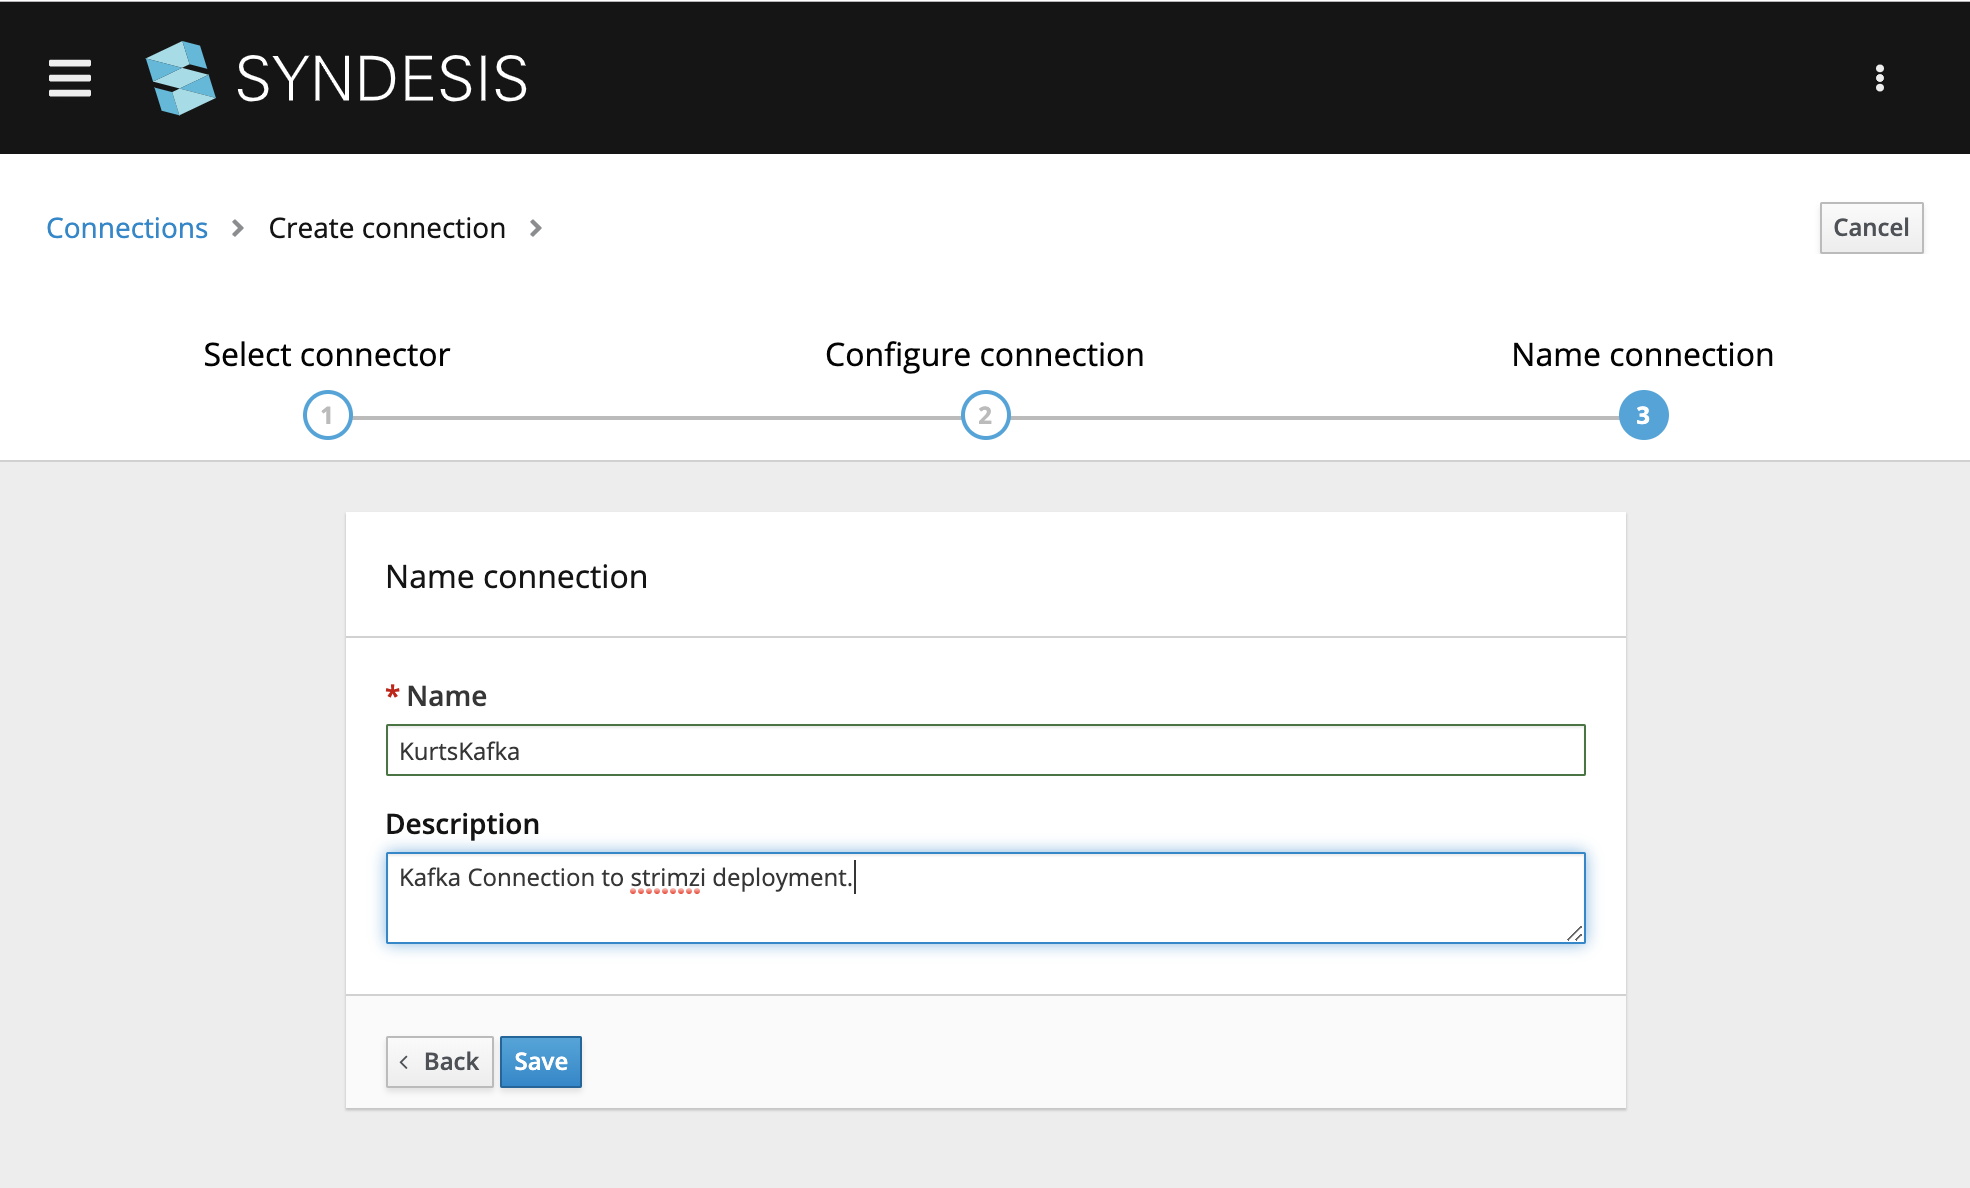 SYNDESIS
Connections > Create connection >
Cancel
Select connector
Configure connection
Name connection
1
2
3
Name connection
* Name
KurtsKafka
Description
Kafka Connection to strimzi deployment.
< Back
Save